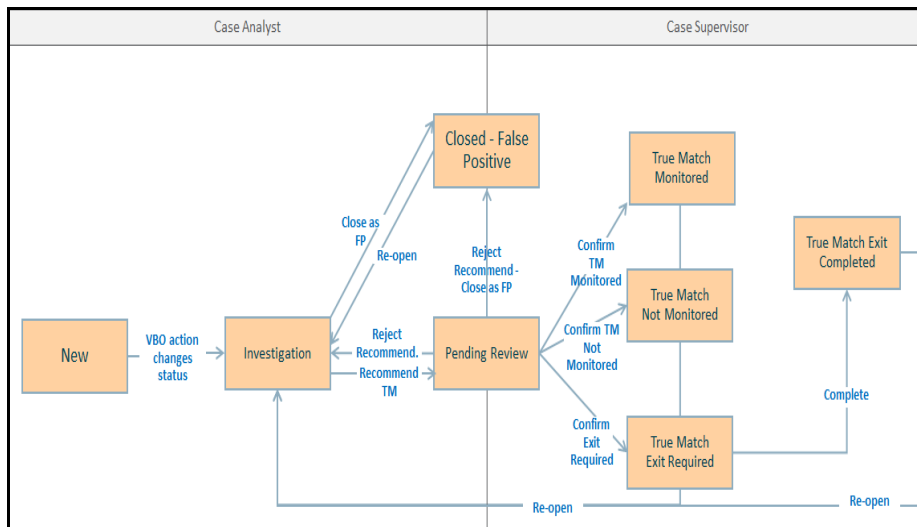 Case Analyst
Case Supervisor
Closed - False
Positive
True Match
Monitored
Close as
FP
Re-open
Reject
Recommend -
Close as FP
Confirm
TM
Monitored
True Match Exit
Completed
True Match
Not Monitored
New
VBO action
changes
status
Investigation
Reject
Recommend.
Recommend
TM
Pending Review
Confirm TM
Not
Monitored
Complete
Confirm
Exit
Required
True Match
Exit Required
Re-open
Re-open